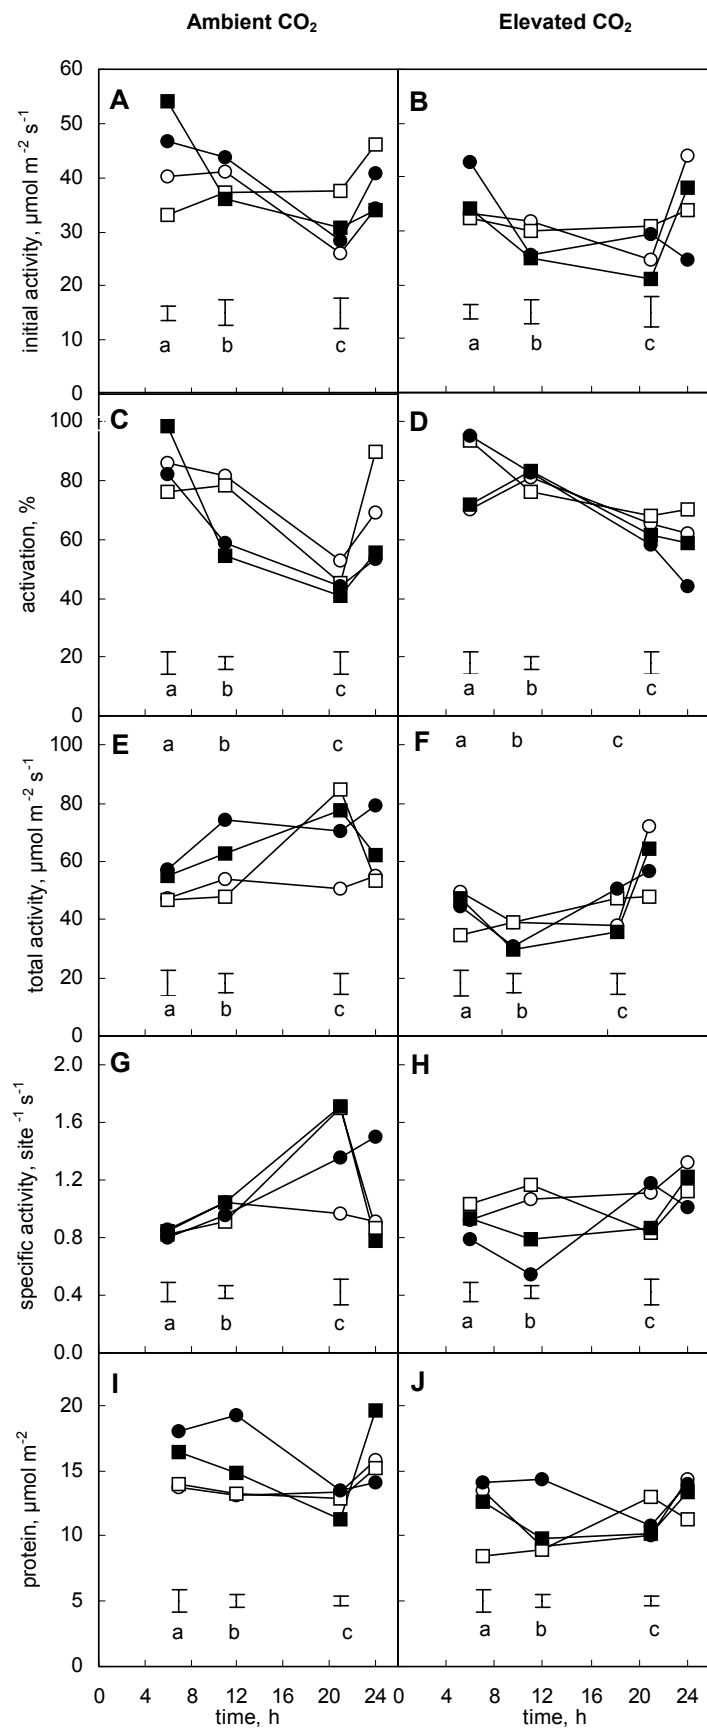 Ambient CO₂ Elevated CO₂
initial activity, µmol m⁻² s⁻¹
60
50
40
30
20
10
0
A
a b c
B
a b c
activation, %
100
80
60
40
20
0
C
a b c
D
a b c
total activity, µmol m⁻² s⁻¹
100
80
60
40
20
0
E
a b c
a b c
F
a b c
a b c
specific activity, site⁻¹ s⁻¹
2.0
1.6
1.2
0.8
0.4
0.0
G
a b c
H
a b c
protein, µmol m⁻²
20
15
10
5
0
I
a b c
J
a b c
0 4 8 12 16 20 24 0 4 8 12 16 20 24
time, h time, h